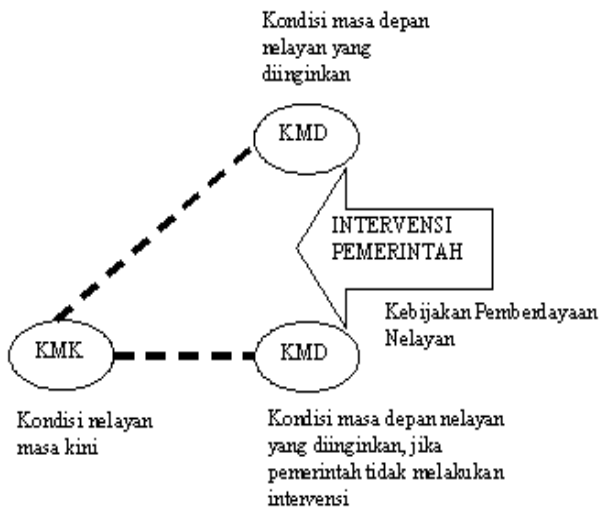 Kondisi masa depan
nelayan yang
diinginkan
KMD
INTERVENSI
PEMERINTAH
Kebijakan Pemberdayaan
Nelayan
KMK
KMD
Kondisi nelayan
masa kini
Kondisi masa depan nelayan
yang diinginkan, jika
pemerintah tidak melakukan
intervensi